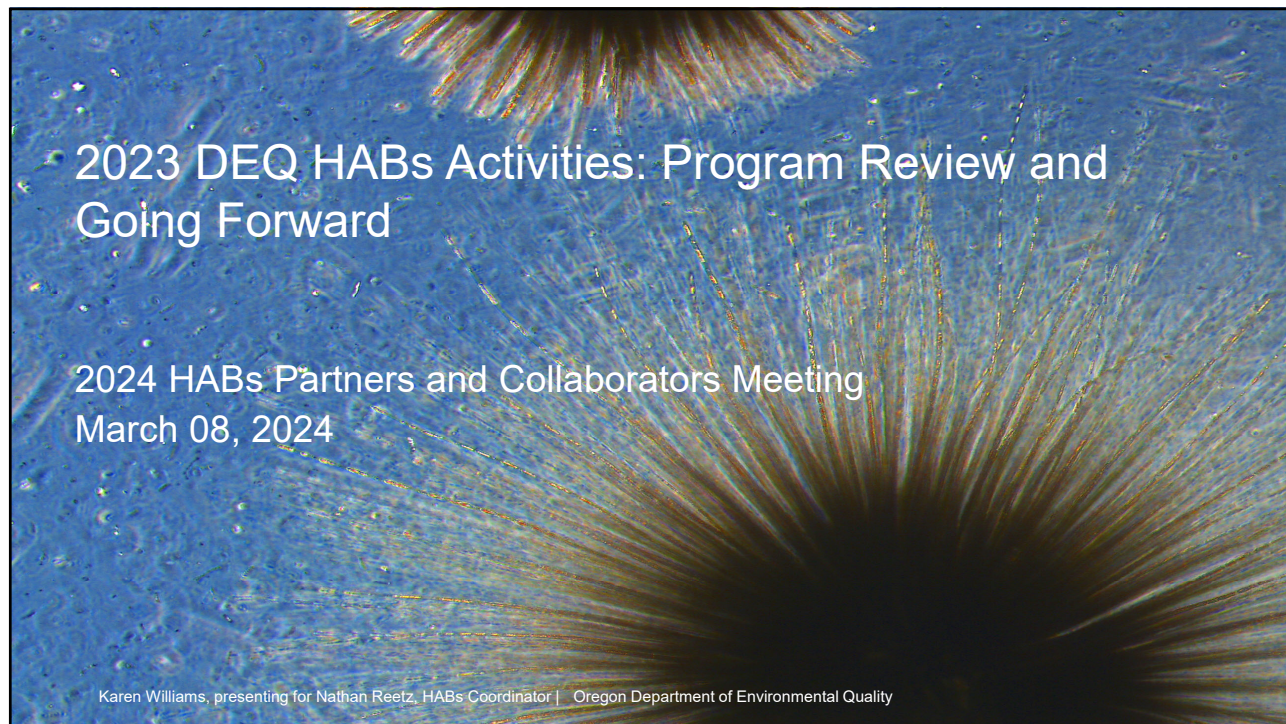 2023 DEQ HABs Activities: Program Review and
Going Forward
2024 HABs Partners and Collaborators Meeting
March 08, 2024
Karen Williams, presenting for Nathan Reetz, HABs Coordinator | Oregon Department of Environmental Quality